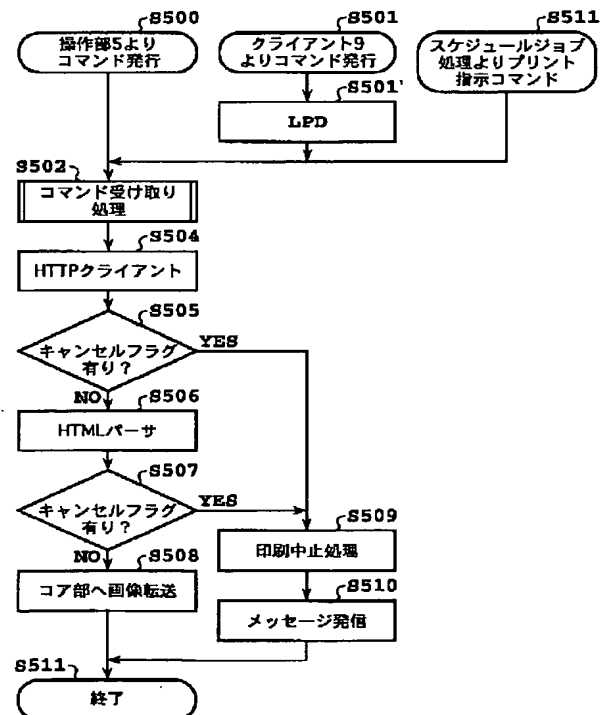 S500
操作部5より
コマンド発行
S501
クライアント9
よりコマンド発行
S511
スケジュールジョブ
処理よりプリント
指示コマンド
S501'
LPD
S502
コマンド受け取り
処理
S504
HTTPクライアント
S505
キャンセルフラグ
有り?
YES
NO
S506
HTMLパーサ
S507
キャンセルフラグ
有り?
YES
NO
S508
コア部へ画像転送
S509
印刷中止処理
S510
メッセージ発信
S511
終了